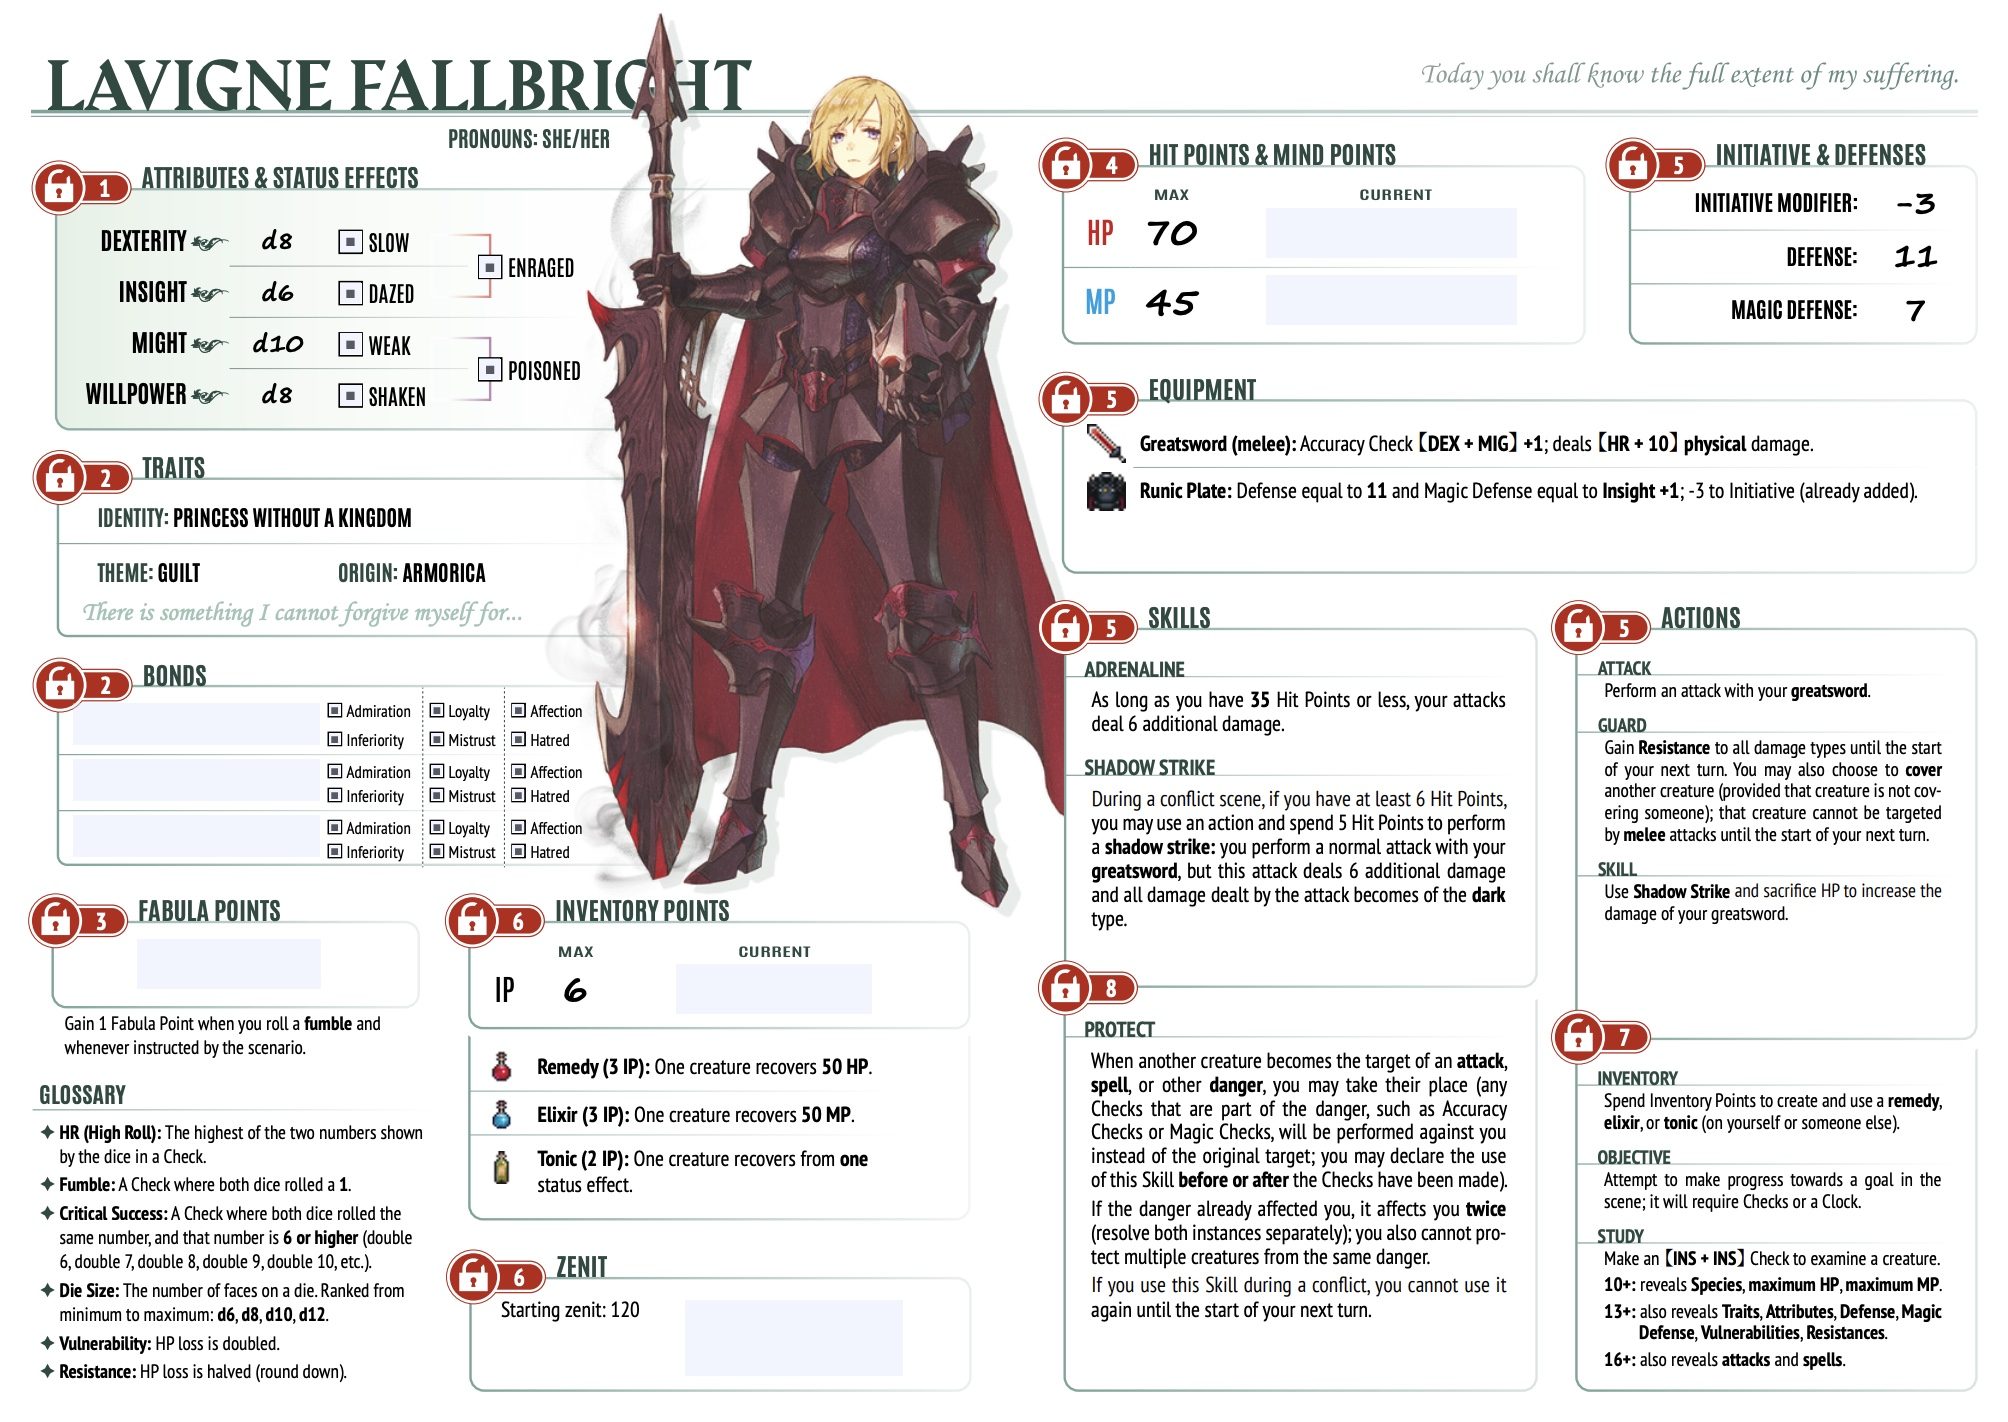 LAVIGNE FALLBRIGHT
Today you shall know the full extent of my suffering.
PRONOUNS: SHE/HER
1 ATTRIBUTES & STATUS EFFECTS
DEXTERITY d8 SLOW
INSIGHT d6 DAZED
ENRAGED
MIGHT d10 WEAK
WILLPOWER d8 SHAKEN
POISONED
2 TRAITS
IDENTITY: PRINCESS WITHOUT A KINGDOM
THEME: GUILT ORIGIN: ARMORICA
There is something I cannot forgive myself for...
2 BONDS
Admiration Loyalty Affection
Inferiority Mistrust Hatred
Admiration Loyalty Affection
Inferiority Mistrust Hatred
Admiration Loyalty Affection
Inferiority Mistrust Hatred
3 FABULA POINTS
Gain 1 Fabula Point when you roll a fumble and
whenever instructed by the scenario.
GLOSSARY
✦ HR (High Roll): The highest of the two numbers shown
by the dice in a Check.
✦ Fumble: A Check where both dice rolled a 1.
✦ Critical Success: A Check where both dice rolled the
same number, and that number is 6 or higher (double
6, double 7, double 8, double 9, double 10, etc.).
✦ Die Size: The number of faces on a die. Ranked from
minimum to maximum: d6, d8, d10, d12.
✦ Vulnerability: HP loss is doubled.
✦ Resistance: HP loss is halved (round down).
6 INVENTORY POINTS
MAX CURRENT
IP 6
Remedy (3 IP): One creature recovers 50 HP.
Elixir (3 IP): One creature recovers 50 MP.
Tonic (2 IP): One creature recovers from one
status effect.
6 ZENIT
Starting zenit: 120
4 HIT POINTS & MIND POINTS
MAX CURRENT
HP 70
MP 45
5 INITIATIVE & DEFENSES
INITIATIVE MODIFIER: -3
DEFENSE: 11
MAGIC DEFENSE: 7
5 EQUIPMENT
Greatsword (melee): Accuracy Check【DEX + MIG】+1; deals【HR + 10】physical damage.
Runic Plate: Defense equal to 11 and Magic Defense equal to Insight +1; -3 to Initiative (already added).
5 SKILLS
ADRENALINE
As long as you have 35 Hit Points or less, your attacks
deal 6 additional damage.
SHADOW STRIKE
During a conflict scene, if you have at least 6 Hit Points,
you may use an action and spend 5 Hit Points to perform
a shadow strike: you perform a normal attack with your
greatsword, but this attack deals 6 additional damage
and all damage dealt by the attack becomes of the dark
type.
8
PROTECT
When another creature becomes the target of an attack,
spell, or other danger, you may take their place (any
Checks that are part of the danger, such as Accuracy
Checks or Magic Checks, will be performed against you
instead of the original target; you may declare the use
of this Skill before or after the Checks have been made).
If the danger already affected you, it affects you twice
(resolve both instances separately); you also cannot pro-
tect multiple creatures from the same danger.
If you use this Skill during a conflict, you cannot use it
again until the start of your next turn.
5 ACTIONS
ATTACK
Perform an attack with your greatsword.
GUARD
Gain Resistance to all damage types until the start
of your next turn. You may also choose to cover
another creature (provided that creature is not cov-
ering someone); that creature cannot be targeted
by melee attacks until the start of your next turn.
SKILL
Use Shadow Strike and sacrifice HP to increase the
damage of your greatsword.
7
INVENTORY
Spend Inventory Points to create and use a remedy,
elixir, or tonic (on yourself or someone else).
OBJECTIVE
Attempt to make progress towards a goal in the
scene; it will require Checks or a Clock.
STUDY
Make an【INS + INS】Check to examine a creature.
10+: reveals Species, maximum HP, maximum MP.
13+: also reveals Traits, Attributes, Defense, Magic
Defense, Vulnerabilities, Resistances.
16+: also reveals attacks and spells.